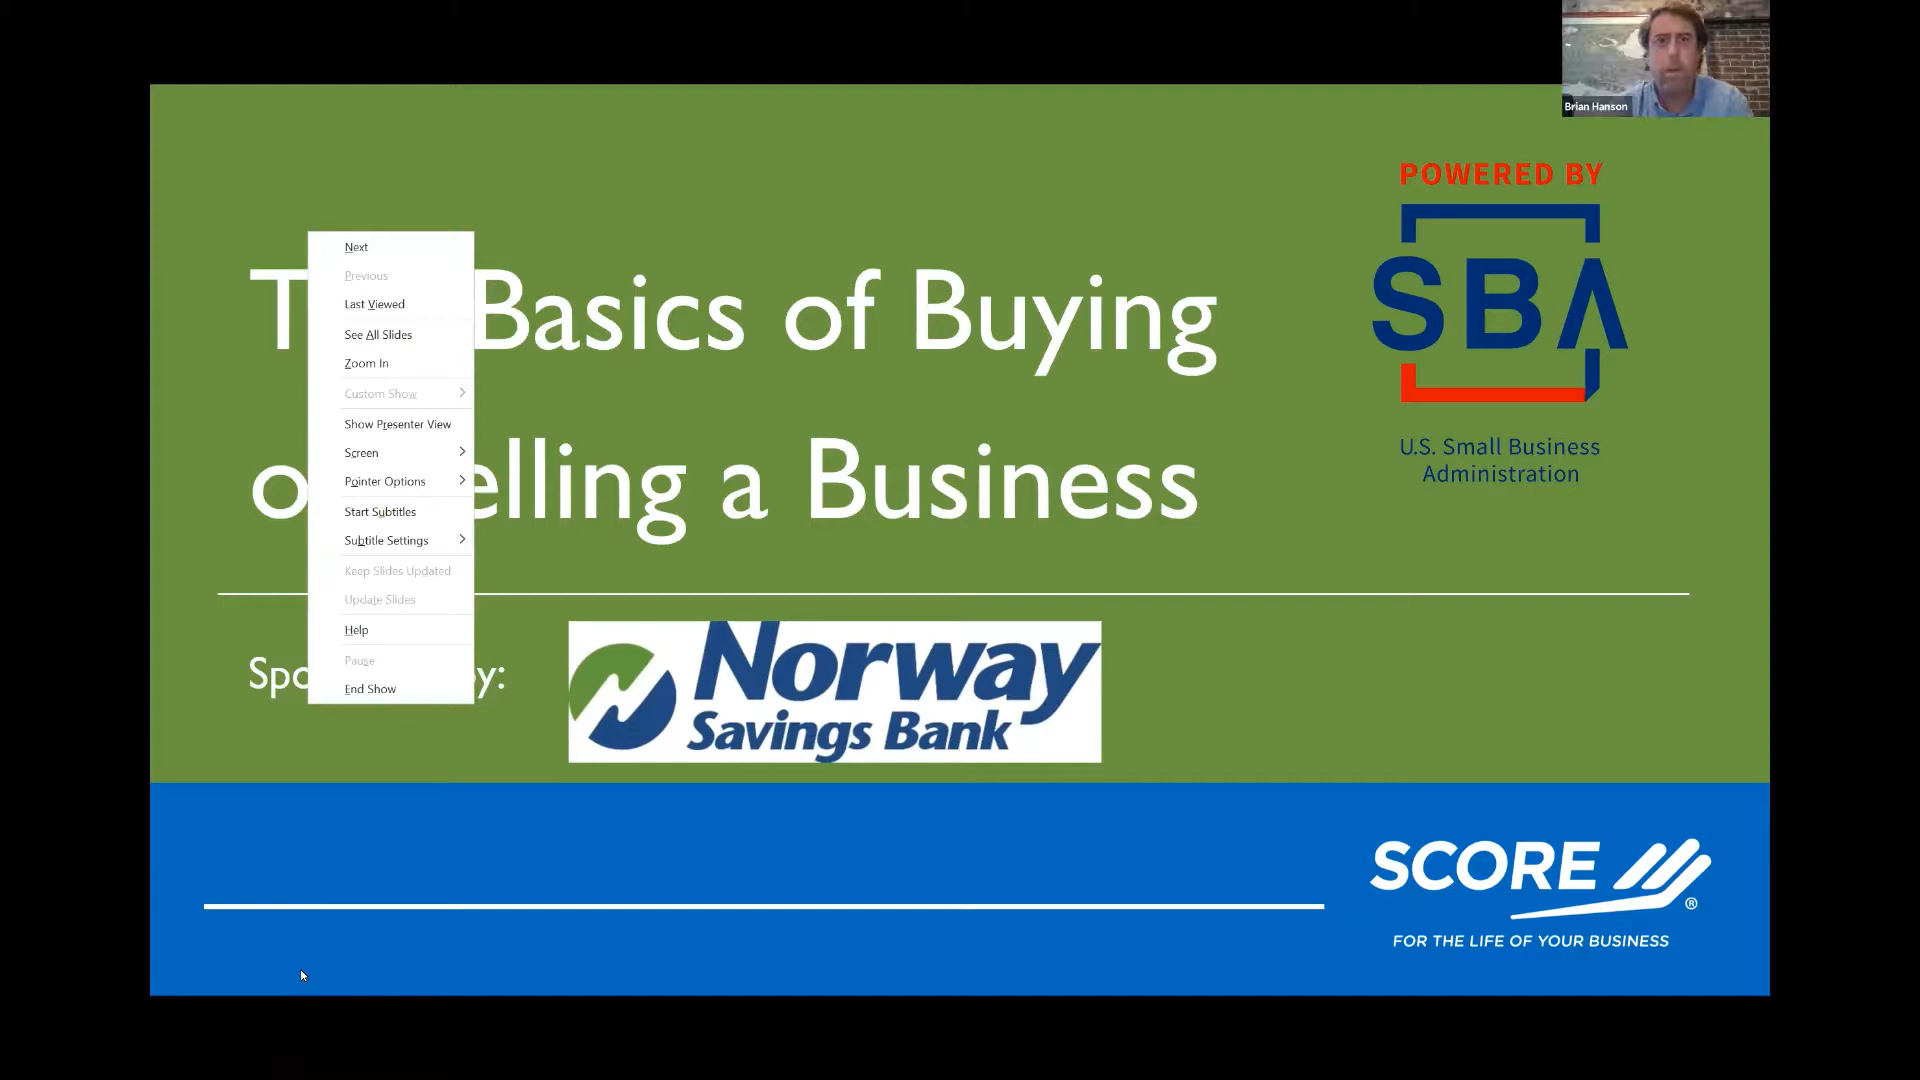 Brian Hanson
POWERED BY
SBA
U.S. Small Business
Administration
T Basics of Buying
o elling a Business
Next
Previous
Last Viewed
See All Slides
Zoom In
Custom Show
Show Presenter View
Screen
Pointer Options
Start Subtitles
Subtitle Settings
Keep Slides Updated
Update Slides
Help
Pause
End Show
Spo y:
Norway
Savings Bank
SCORE
®
FOR THE LIFE OF YOUR BUSINESS